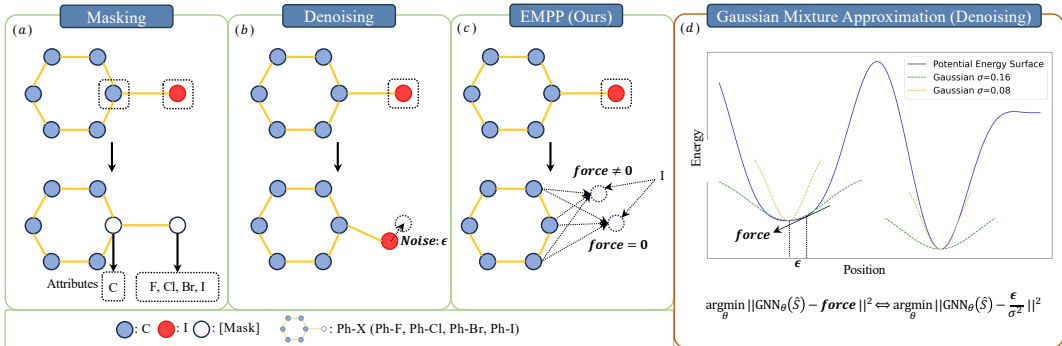 Masking
(a)
Attributes
C
F, Cl, Br, I
Denoising
(b)
Noise: ϵ
EMPP (Ours)
(c)
force ≠ 0
I
force = 0
: C : I : [Mask] : Ph-X (Ph-F, Ph-Cl, Ph-Br, Ph-I)
Gaussian Mixture Approximation (Denoising)
(d)
Potential Energy Surface
Gaussian σ=0.16
Gaussian σ=0.08
Energy
force
ϵ
Position
argmin_θ ||GNN_θ(Ŝ) − force ||² ⇔ argmin_θ ||GNN_θ(Ŝ) − ϵ/σ² ||²